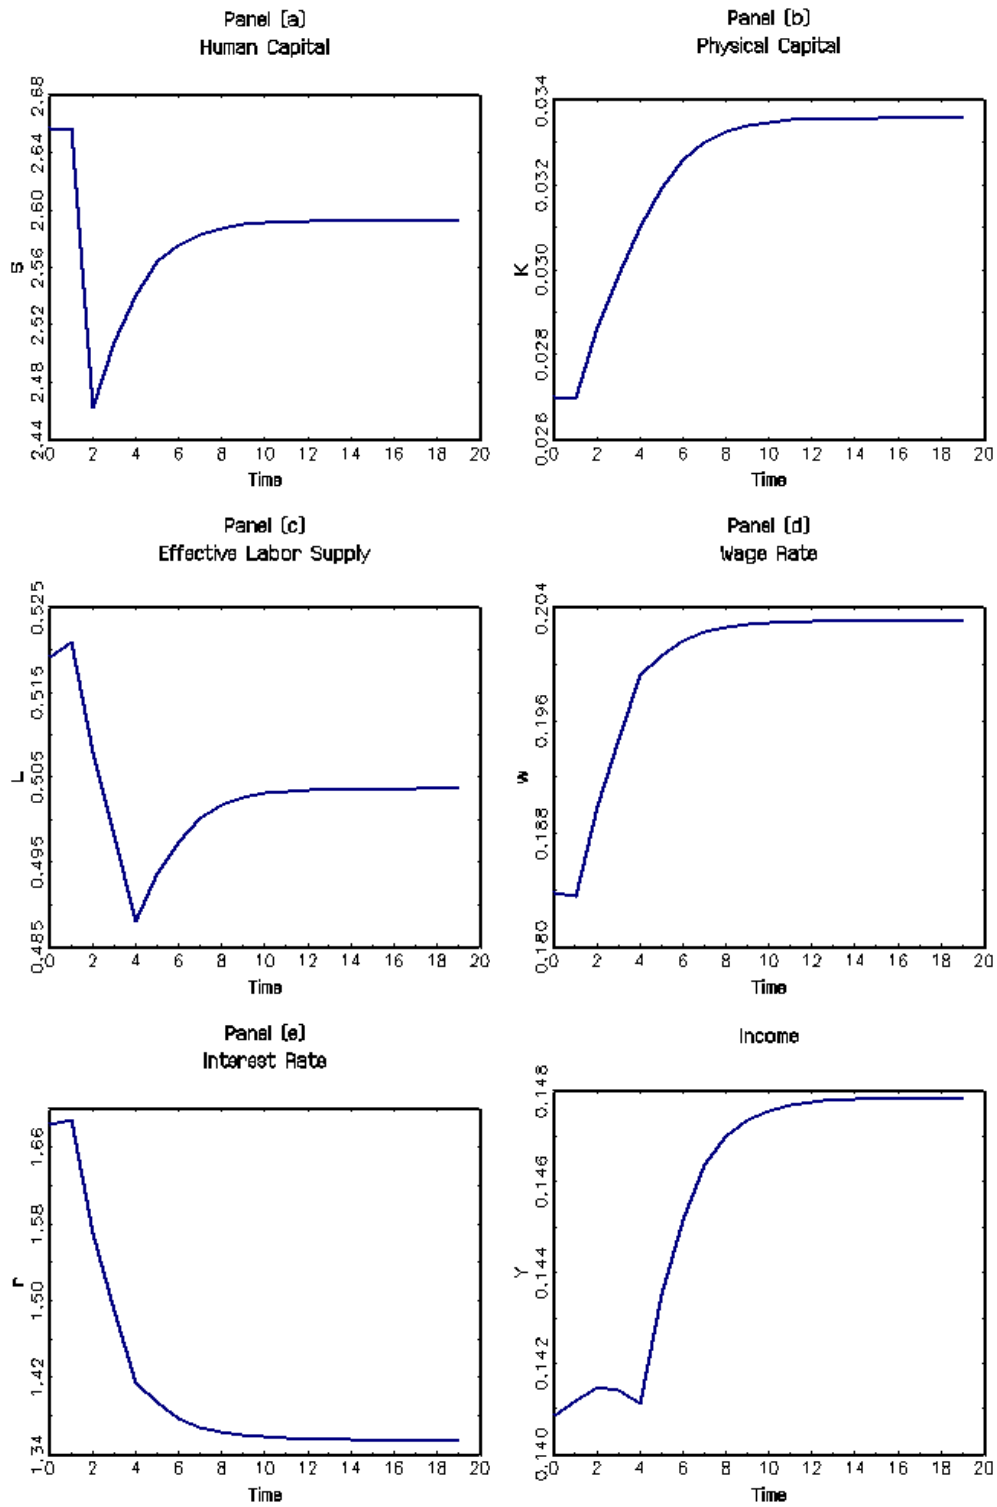 Panel (a)
Human Capital
S
2.68
2.64
2.60
2.56
2.52
2.48
2.44
0 2 4 6 8 10 12 14 16 18 20
Time
Panel (b)
Physical Capital
K
0.034
0.032
0.030
0.028
0.026
0 2 4 6 8 10 12 14 16 18 20
Time
Panel (c)
Effective Labor Supply
L
0.525
0.515
0.505
0.495
0.485
0 2 4 6 8 10 12 14 16 18 20
Time
Panel (d)
Wage Rate
w
0.204
0.196
0.188
0.180
0 2 4 6 8 10 12 14 16 18 20
Time
Panel (e)
Interest Rate
r
1.66
1.58
1.50
1.42
1.34
0 2 4 6 8 10 12 14 16 18 20
Time
Income
Y
0.148
0.146
0.144
0.142
0.140
0 2 4 6 8 10 12 14 16 18 20
Time